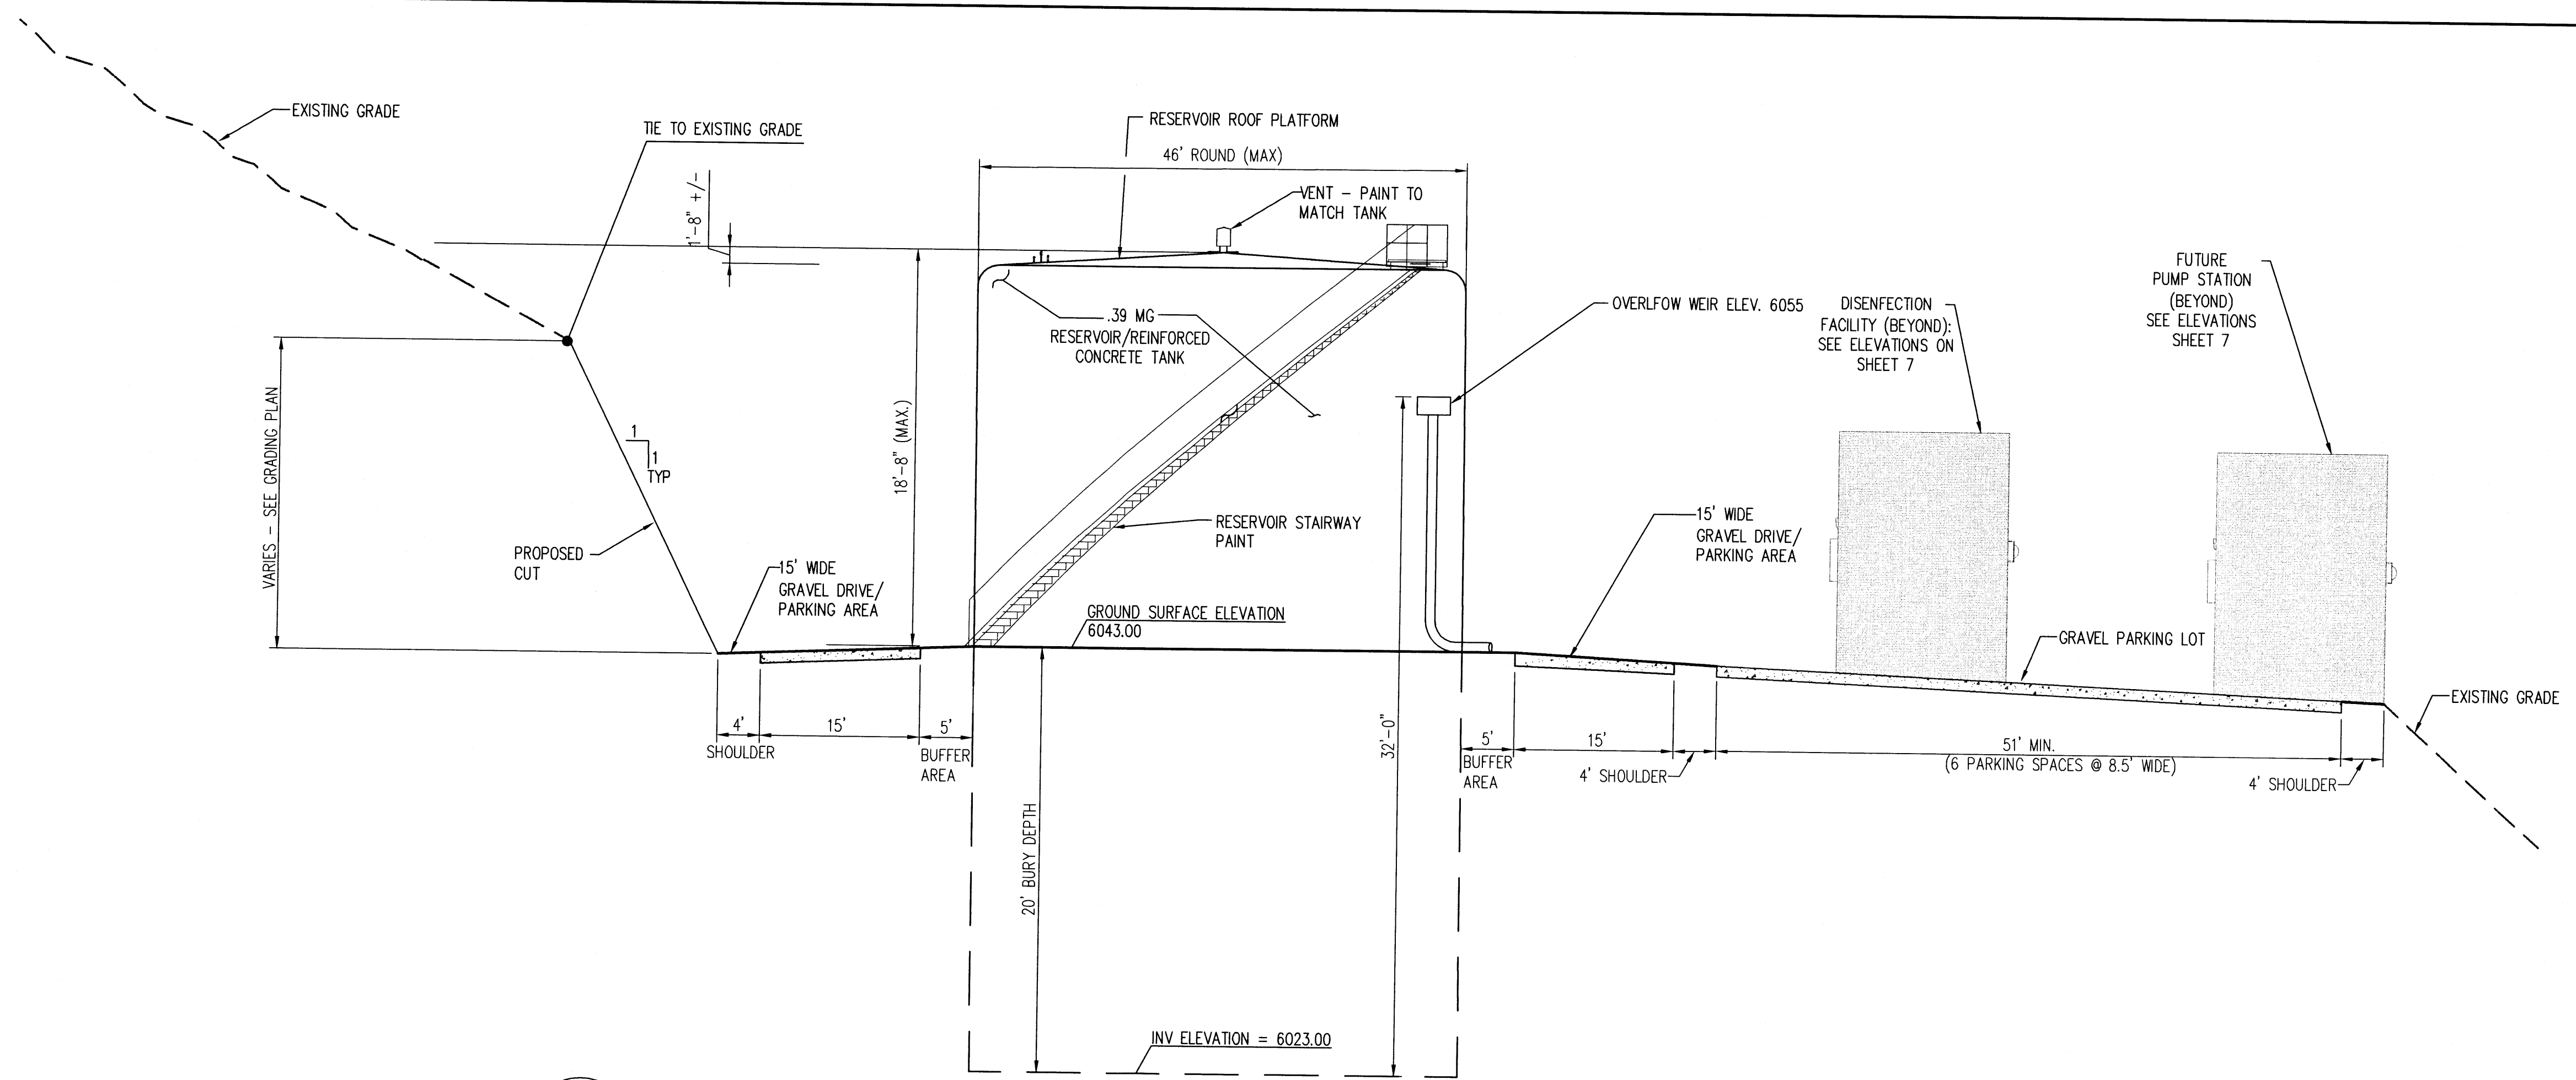 EXISTING GRADE
TIE TO EXISTING GRADE
RESERVOIR ROOF PLATFORM
46' ROUND (MAX)
1'-8" +/-
VENT - PAINT TO
MATCH TANK
FUTURE
PUMP STATION
(BEYOND)
SEE ELEVATIONS
SHEET 7
OVERLFOW WEIR ELEV. 6055
DISENFECTION
FACILITY (BEYOND):
SEE ELEVATIONS ON
SHEET 7
.39 MG
RESERVOIR/REINFORCED
CONCRETE TANK
VARIES - SEE GRADING PLAN
1
1
TYP
18'-8" (MAX.)
PROPOSED
CUT
15' WIDE
GRAVEL DRIVE/
PARKING AREA
RESERVOIR STAIRWAY
PAINT
GROUND SURFACE ELEVATION
6043.00
15' WIDE
GRAVEL DRIVE/
PARKING AREA
GRAVEL PARKING LOT
EXISTING GRADE
4'
SHOULDER
15'
5'
BUFFER
AREA
20' BURY DEPTH
32'-0"
5'
BUFFER
AREA
15'
4' SHOULDER
51' MIN.
(6 PARKING SPACES @ 8.5' WIDE)
4' SHOULDER
INV ELEVATION = 6023.00